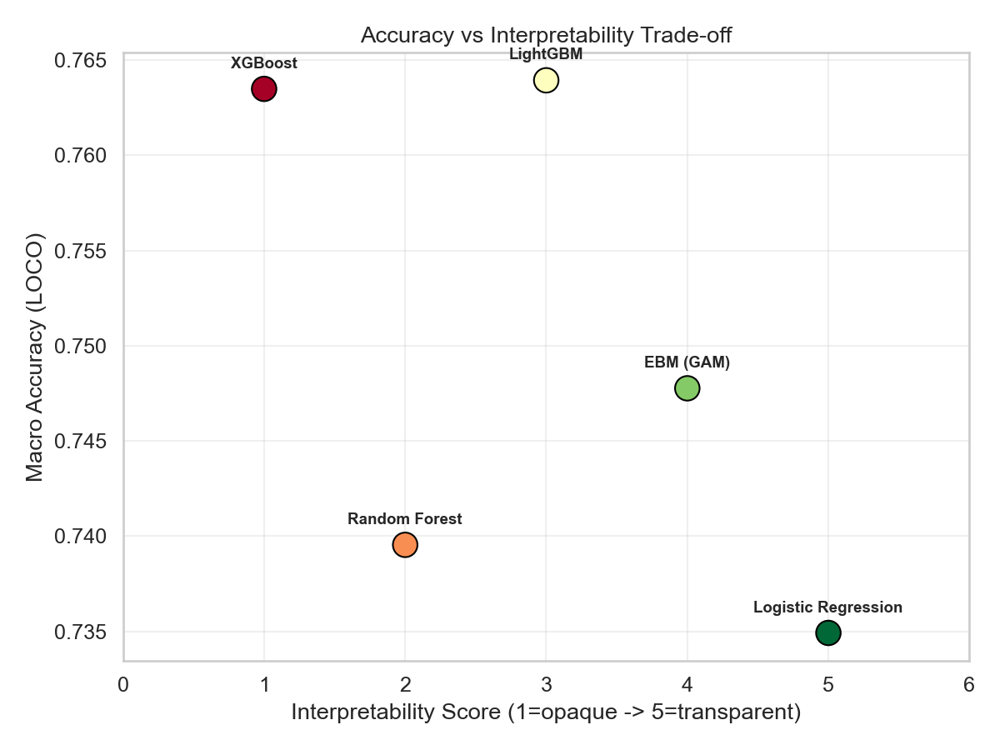 Accuracy vs Interpretability Trade-off
LightGBM
XGBoost
EBM (GAM)
Random Forest
Logistic Regression
Macro Accuracy (LOCO)
0.765
0.760
0.755
0.750
0.745
0.740
0.735
0 1 2 3 4 5 6
Interpretability Score (1=opaque -> 5=transparent)